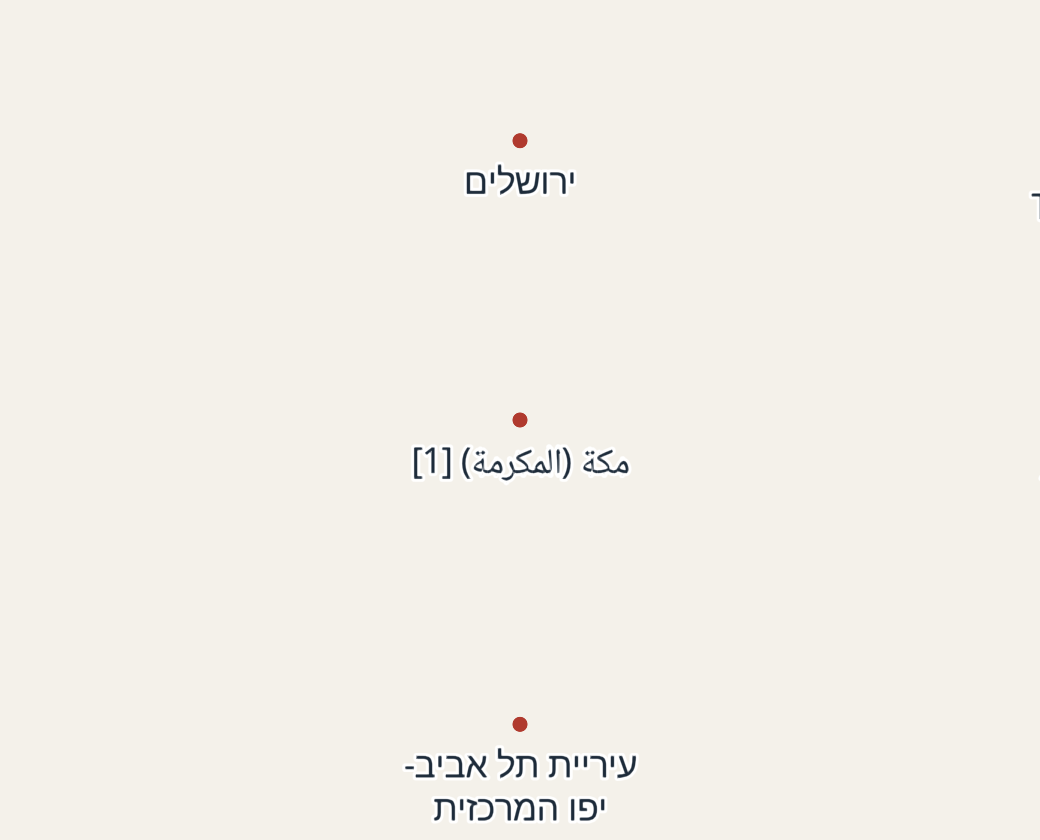 ירושלים
مكة (المكرمة) [1]
עיריית תל אביב-
יפו המרכזית